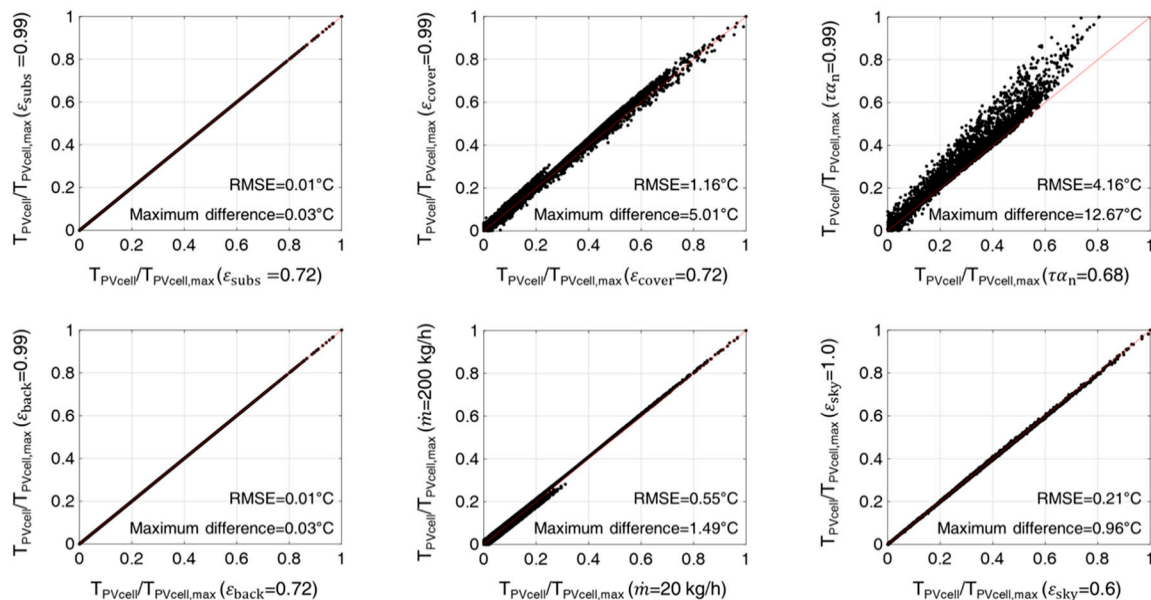 T_PVcell/T_PVcell,max (ε_subs =0.99)
1
0.8
0.6
0.4
0.2
0
RMSE=0.01°C
Maximum difference=0.03°C
0 0.2 0.4 0.6 0.8 1
T_PVcell/T_PVcell,max (ε_subs =0.72)
T_PVcell/T_PVcell,max (ε_cover=0.99)
1
0.8
0.6
0.4
0.2
0
RMSE=1.16°C
Maximum difference=5.01°C
0 0.2 0.4 0.6 0.8 1
T_PVcell/T_PVcell,max (ε_cover=0.72)
T_PVcell/T_PVcell,max (τα_n=0.99)
1
0.8
0.6
0.4
0.2
0
RMSE=4.16°C
Maximum difference=12.67°C
0 0.2 0.4 0.6 0.8 1
T_PVcell/T_PVcell,max (τα_n=0.68)
T_PVcell/T_PVcell,max (ε_back=0.99)
1
0.8
0.6
0.4
0.2
0
RMSE=0.01°C
Maximum difference=0.03°C
0 0.2 0.4 0.6 0.8 1
T_PVcell/T_PVcell,max (ε_back=0.72)
T_PVcell/T_PVcell,max (ṁ=200 kg/h)
1
0.8
0.6
0.4
0.2
0
RMSE=0.55°C
Maximum difference=1.49°C
0 0.2 0.4 0.6 0.8 1
T_PVcell/T_PVcell,max (ṁ=20 kg/h)
T_PVcell/T_PVcell,max (ε_sky=1.0)
1
0.8
0.6
0.4
0.2
0
RMSE=0.21°C
Maximum difference=0.96°C
0 0.2 0.4 0.6 0.8 1
T_PVcell/T_PVcell,max (ε_sky=0.6)